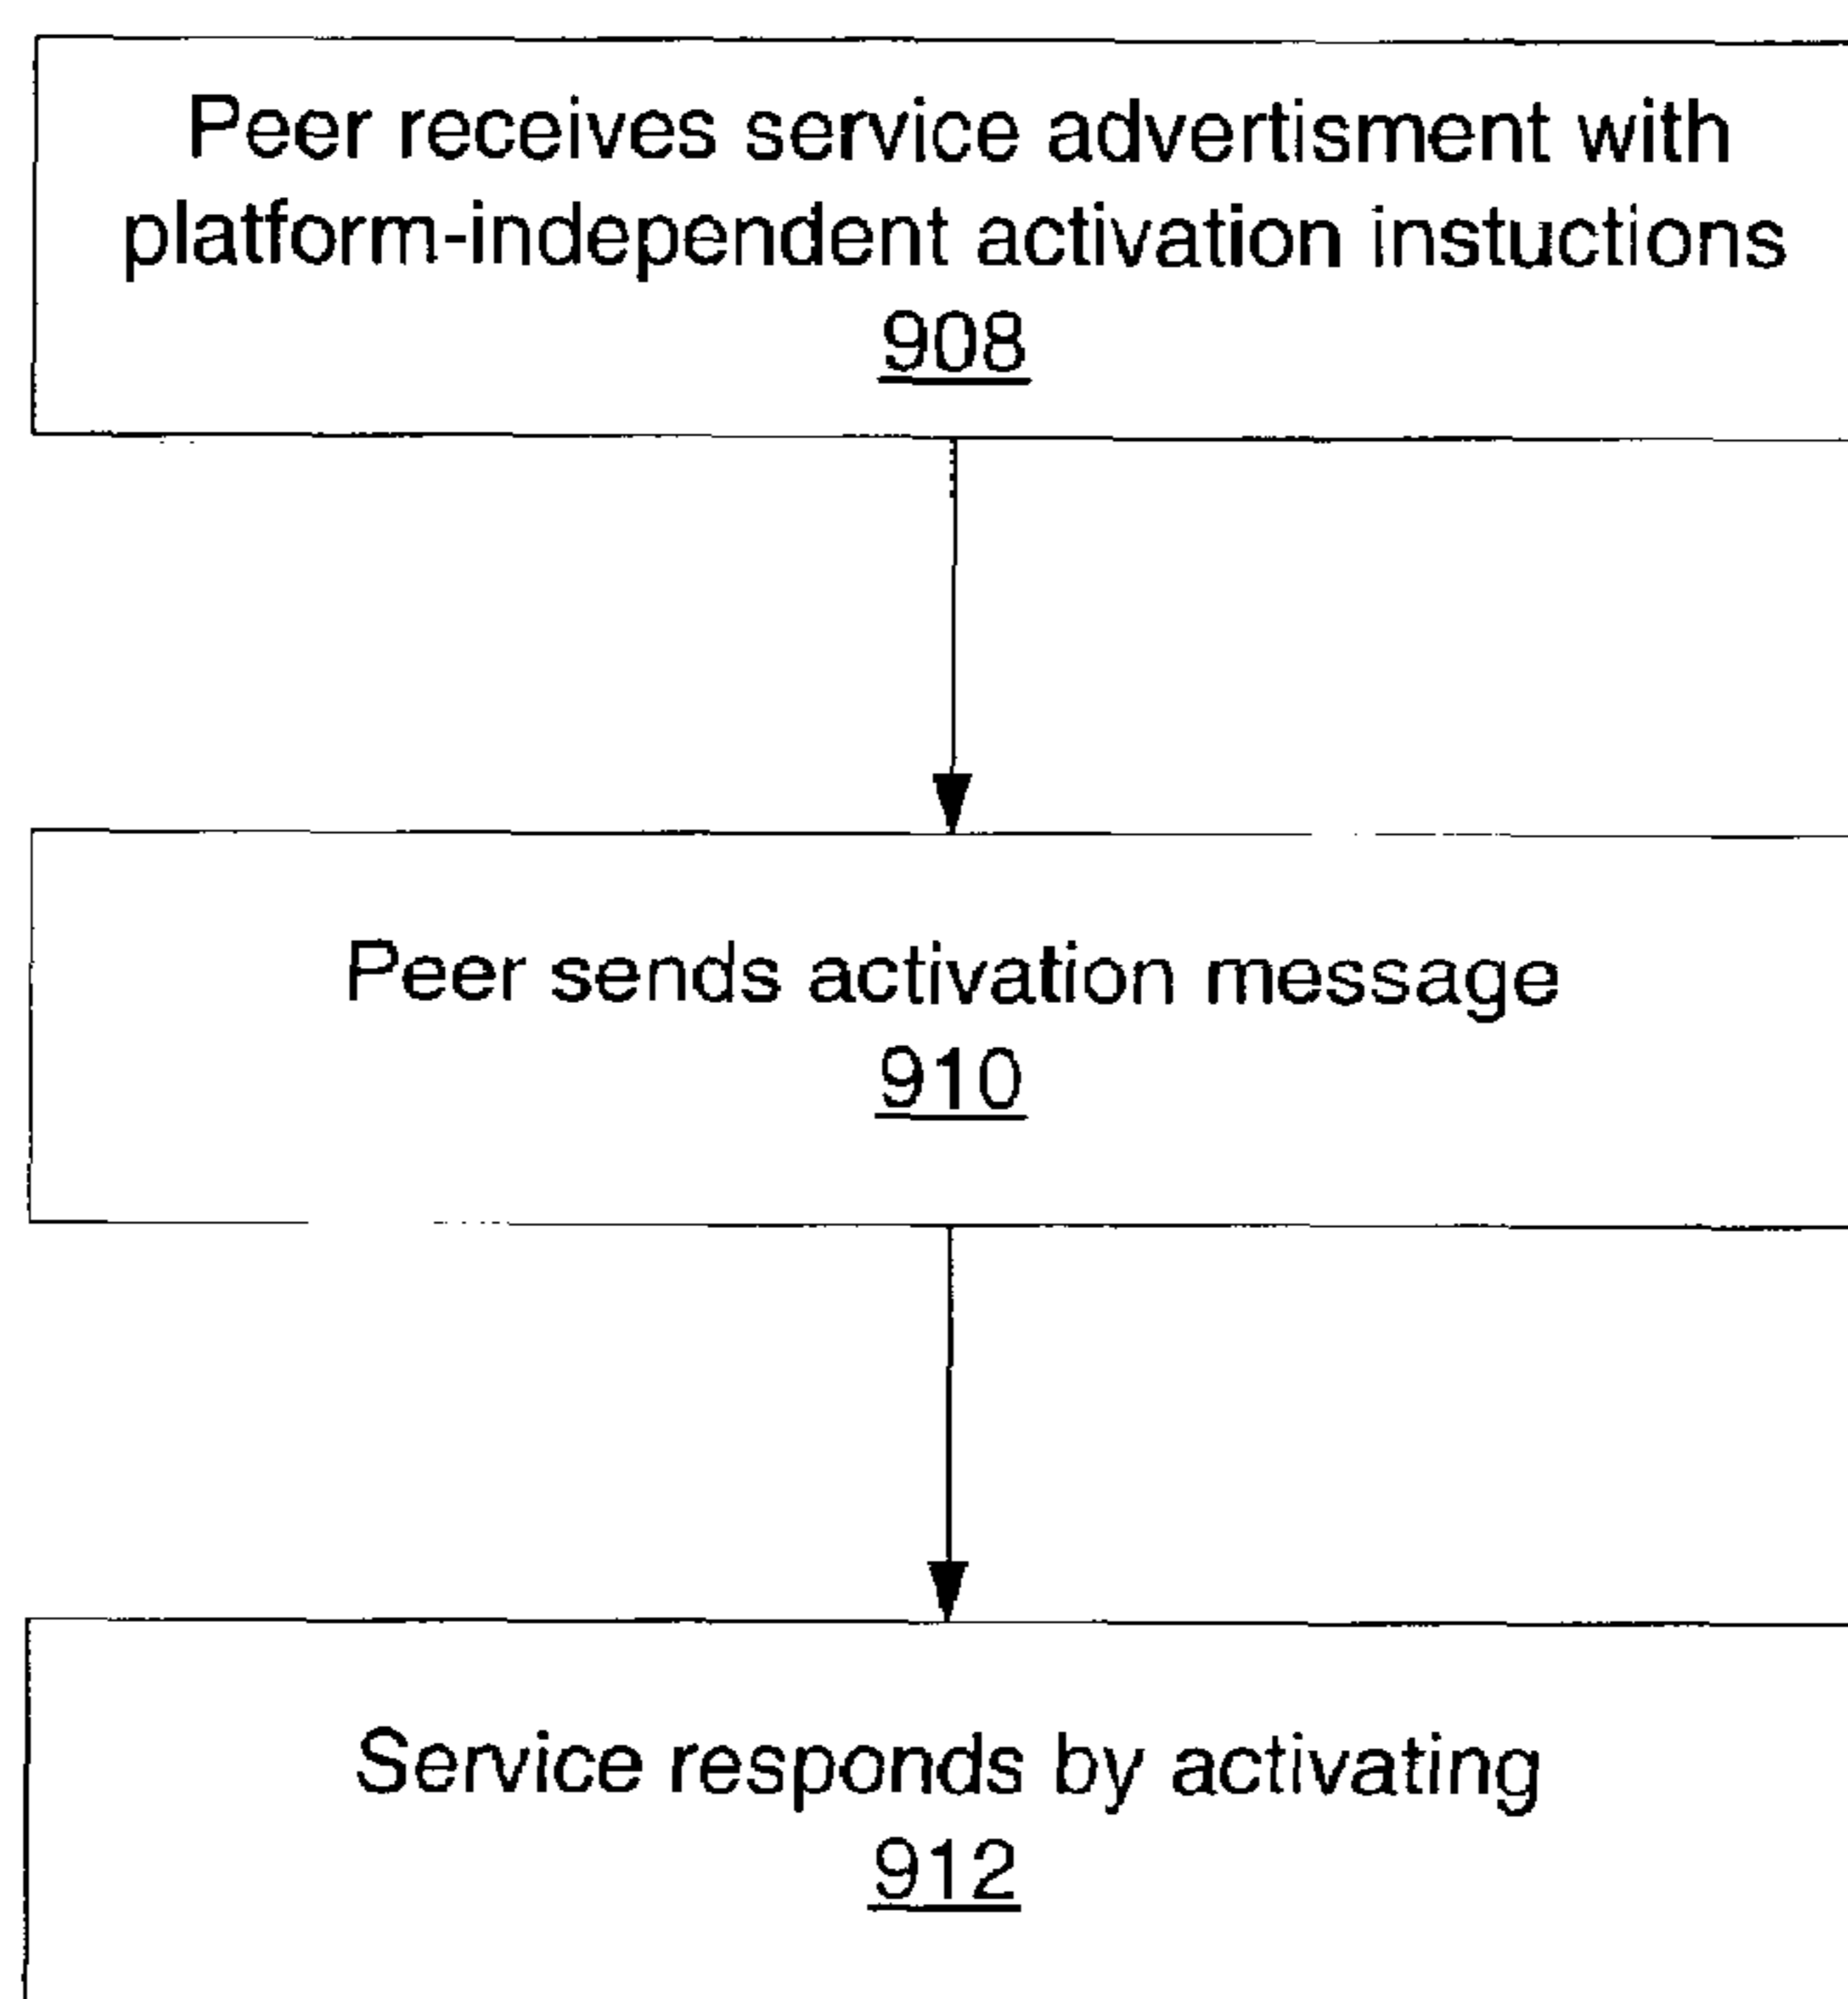 Peer receives service advertisment with
platform-independent activation instuctions
908
Peer sends activation message
910
Service responds by activating
912